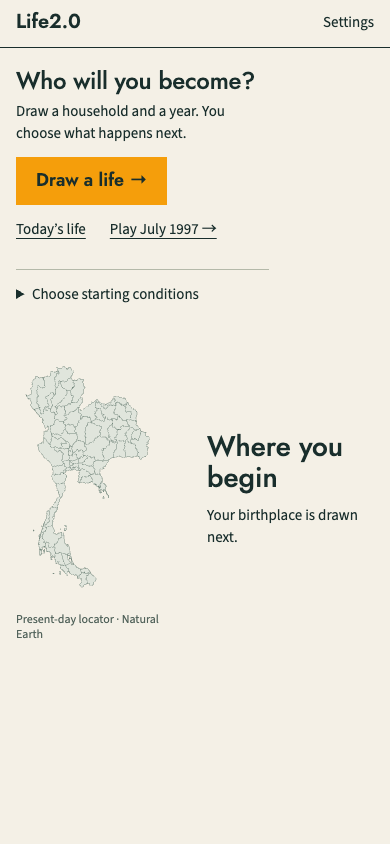 Life2.0
Settings
Who will you become?
Draw a household and a year. You
choose what happens next.
Draw a life →
Today’s life
Play July 1997 →
▶ Choose starting conditions
Where you
begin
Your birthplace is drawn
next.
Present-day locator · Natural
Earth